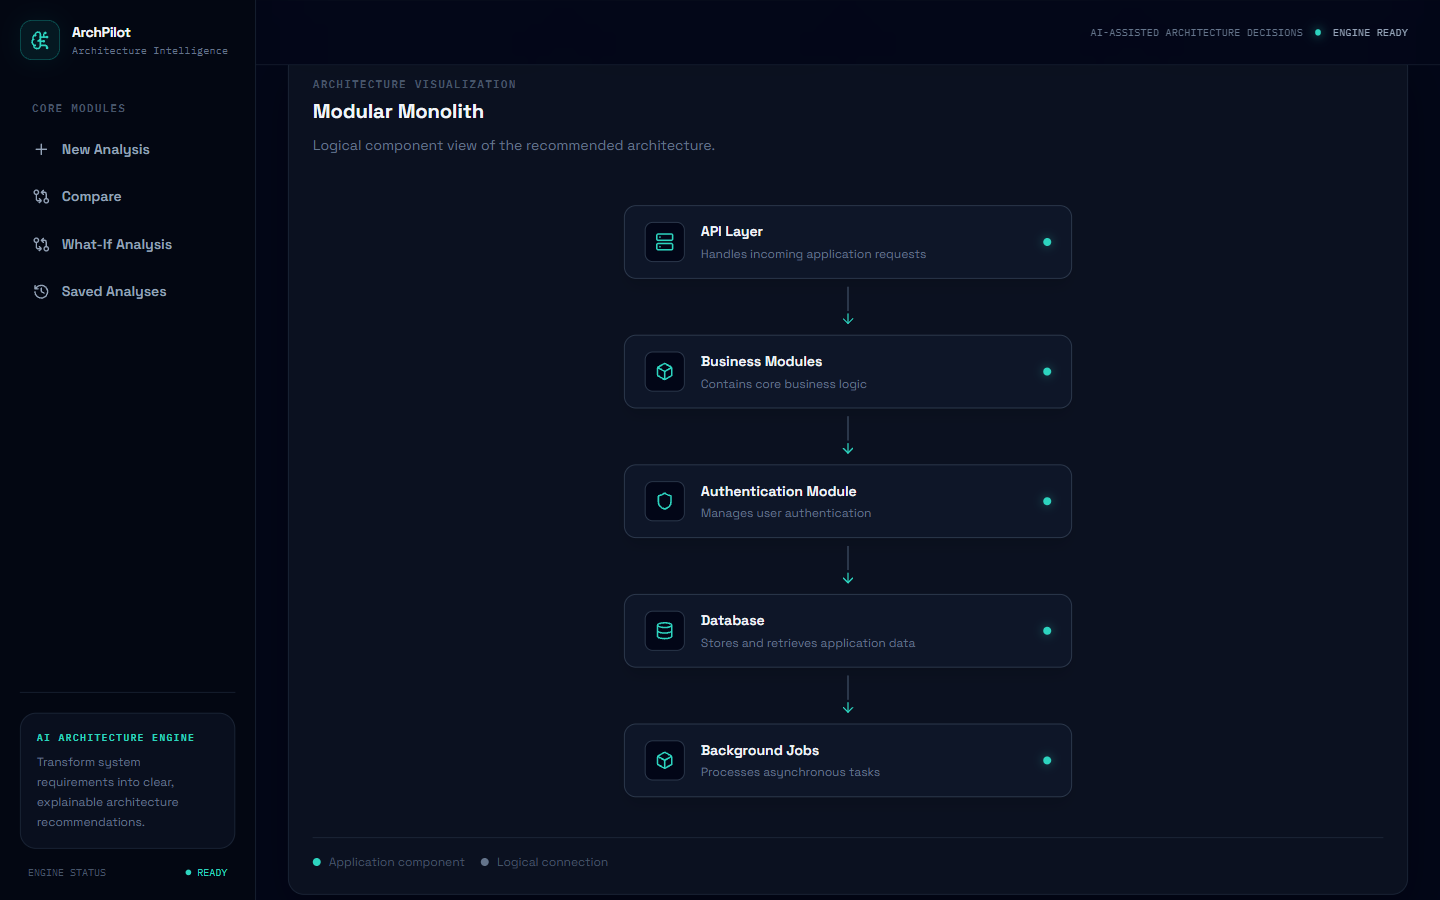 ArchPilot
Architecture Intelligence
CORE MODULES
New Analysis
Compare
What-If Analysis
Saved Analyses
AI ARCHITECTURE ENGINE
Transform system
requirements into clear,
explainable architecture
recommendations.
ENGINE STATUS
READY
AI-ASSISTED ARCHITECTURE DECISIONS
ENGINE READY
ARCHITECTURE VISUALIZATION
Modular Monolith
Logical component view of the recommended architecture.
API Layer
Handles incoming application requests
Business Modules
Contains core business logic
Authentication Module
Manages user authentication
Database
Stores and retrieves application data
Background Jobs
Processes asynchronous tasks
Application component
Logical connection